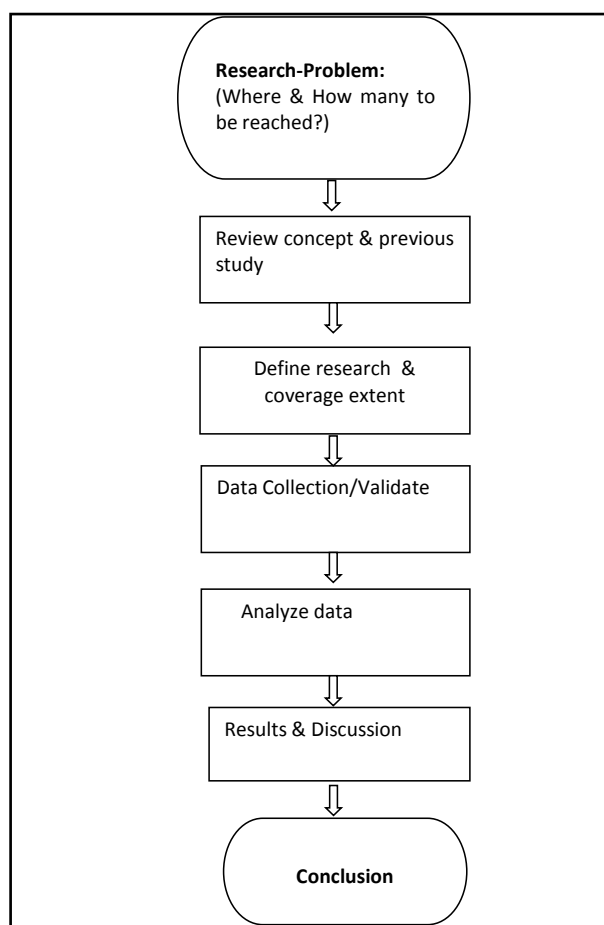 Research-Problem:
(Where & How many to
be reached?)
Review concept & previous
study
Define research &
coverage extent
Data Collection/Validate
Analyze data
Results & Discussion
Conclusion